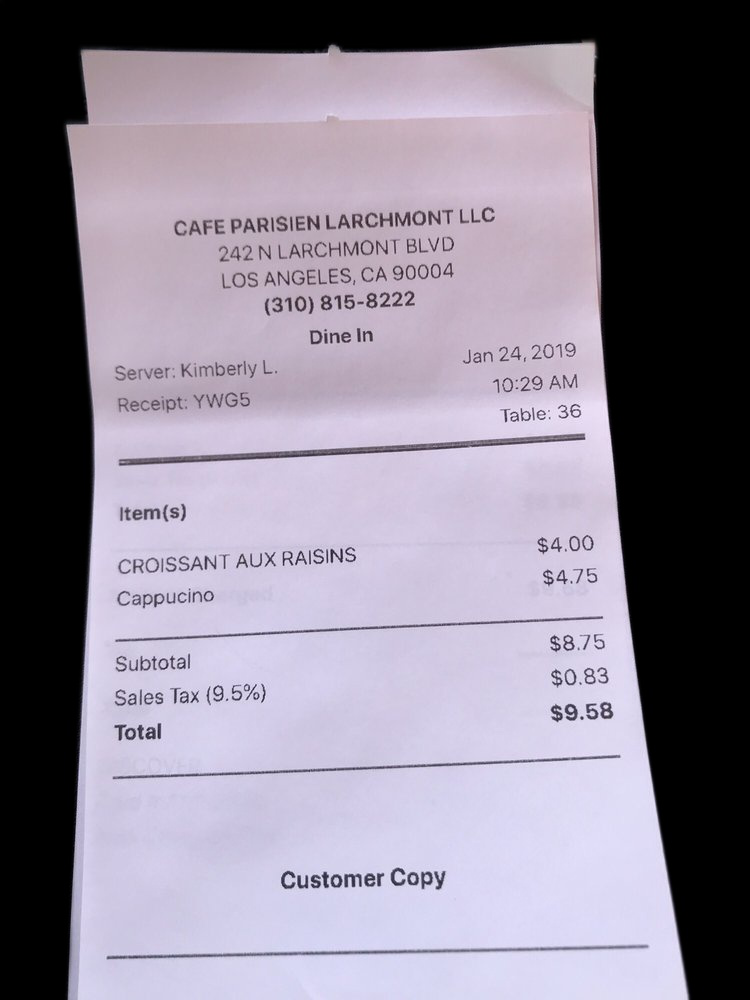 CAFE PARISIEN LARCHMONT LLC
242 N LARCHMONT BLVD
LOS ANGELES, CA 90004
(310) 815-8222
Dine In
Server: Kimberly L. Jan 24, 2019
Receipt: YWG5 10:29 AM
Table: 36
Item(s)
CROISSANT AUX RAISINS $4.00
Cappucino $4.75
Subtotal $8.75
Sales Tax (9.5%) $0.83
Total $9.58
Customer Copy